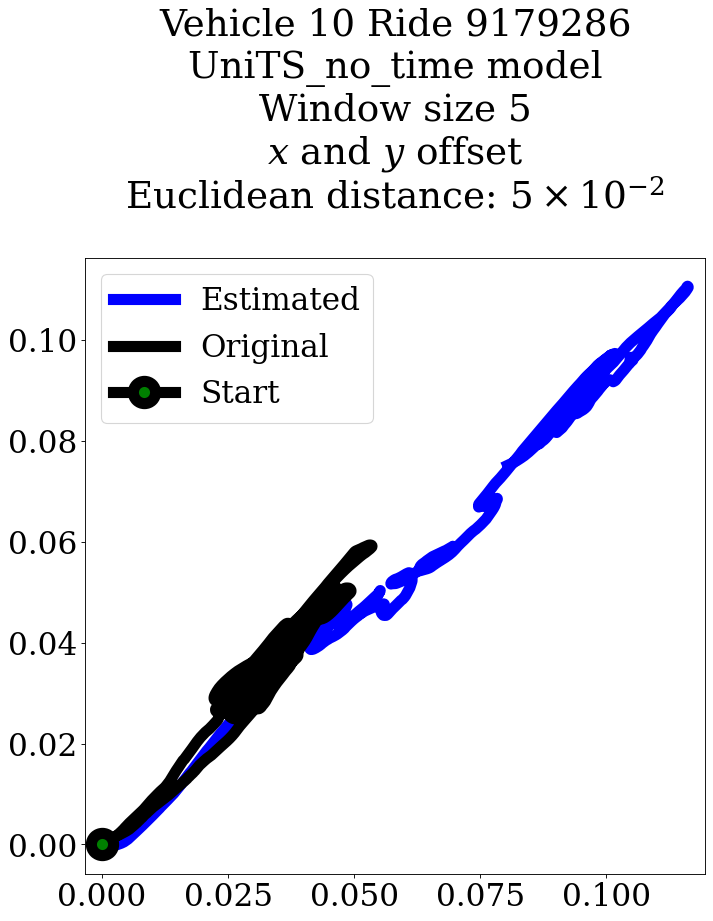 Vehicle 10 Ride 9179286
UniTS_no_time model
Window size 5
x and y offset
Euclidean distance: 5 × 10⁻²
Estimated
Original
Start
0.10
0.08
0.06
0.04
0.02
0.00
0.000 0.025 0.050 0.075 0.100